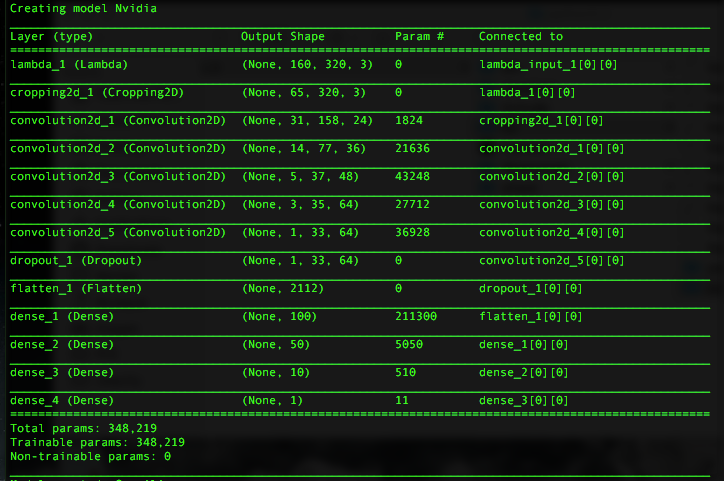 Creating model Nvidia
Layer (type) Output Shape Param # Connected to
lambda_1 (Lambda) (None, 160, 320, 3) 0 lambda_input_1[0][0]
cropping2d_1 (Cropping2D) (None, 65, 320, 3) 0 lambda_1[0][0]
convolution2d_1 (Convolution2D) (None, 31, 158, 24) 1824 cropping2d_1[0][0]
convolution2d_2 (Convolution2D) (None, 14, 77, 36) 21636 convolution2d_1[0][0]
convolution2d_3 (Convolution2D) (None, 5, 37, 48) 43248 convolution2d_2[0][0]
convolution2d_4 (Convolution2D) (None, 3, 35, 64) 27712 convolution2d_3[0][0]
convolution2d_5 (Convolution2D) (None, 1, 33, 64) 36928 convolution2d_4[0][0]
dropout_1 (Dropout) (None, 1, 33, 64) 0 convolution2d_5[0][0]
flatten_1 (Flatten) (None, 2112) 0 dropout_1[0][0]
dense_1 (Dense) (None, 100) 211300 flatten_1[0][0]
dense_2 (Dense) (None, 50) 5050 dense_1[0][0]
dense_3 (Dense) (None, 10) 510 dense_2[0][0]
dense_4 (Dense) (None, 1) 11 dense_3[0][0]
Total params: 348,219
Trainable params: 348,219
Non-trainable params: 0